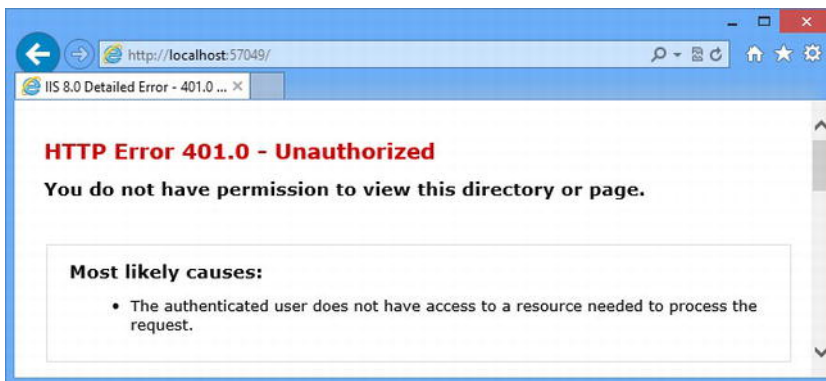 http://localhost:57049/
IIS 8.0 Detailed Error - 401.0 ...
HTTP Error 401.0 - Unauthorized
You do not have permission to view this directory or page.
Most likely causes:
• The authenticated user does not have access to a resource needed to process the
request.